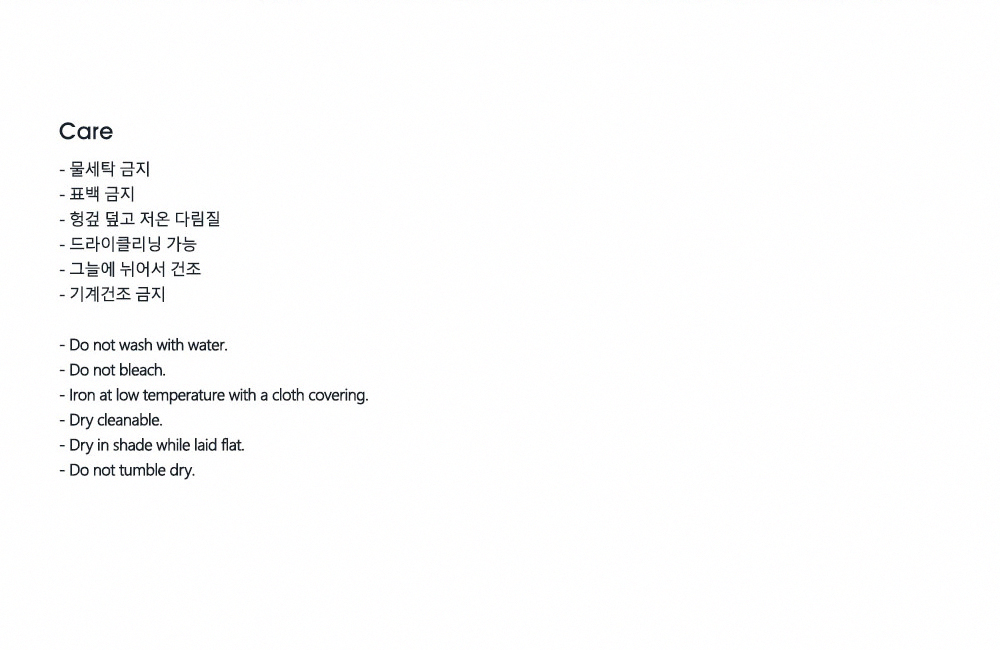 Care
- 물세탁 금지
- 표백 금지
- 헝겊 덮고 저온 다림질
- 드라이클리닝 가능
- 그늘에 뉘어서 건조
- 기계건조 금지
- Do not wash with water.
- Do not bleach.
- Iron at low temperature with a cloth covering.
- Dry cleanable.
- Dry in shade while laid flat.
- Do not tumble dry.